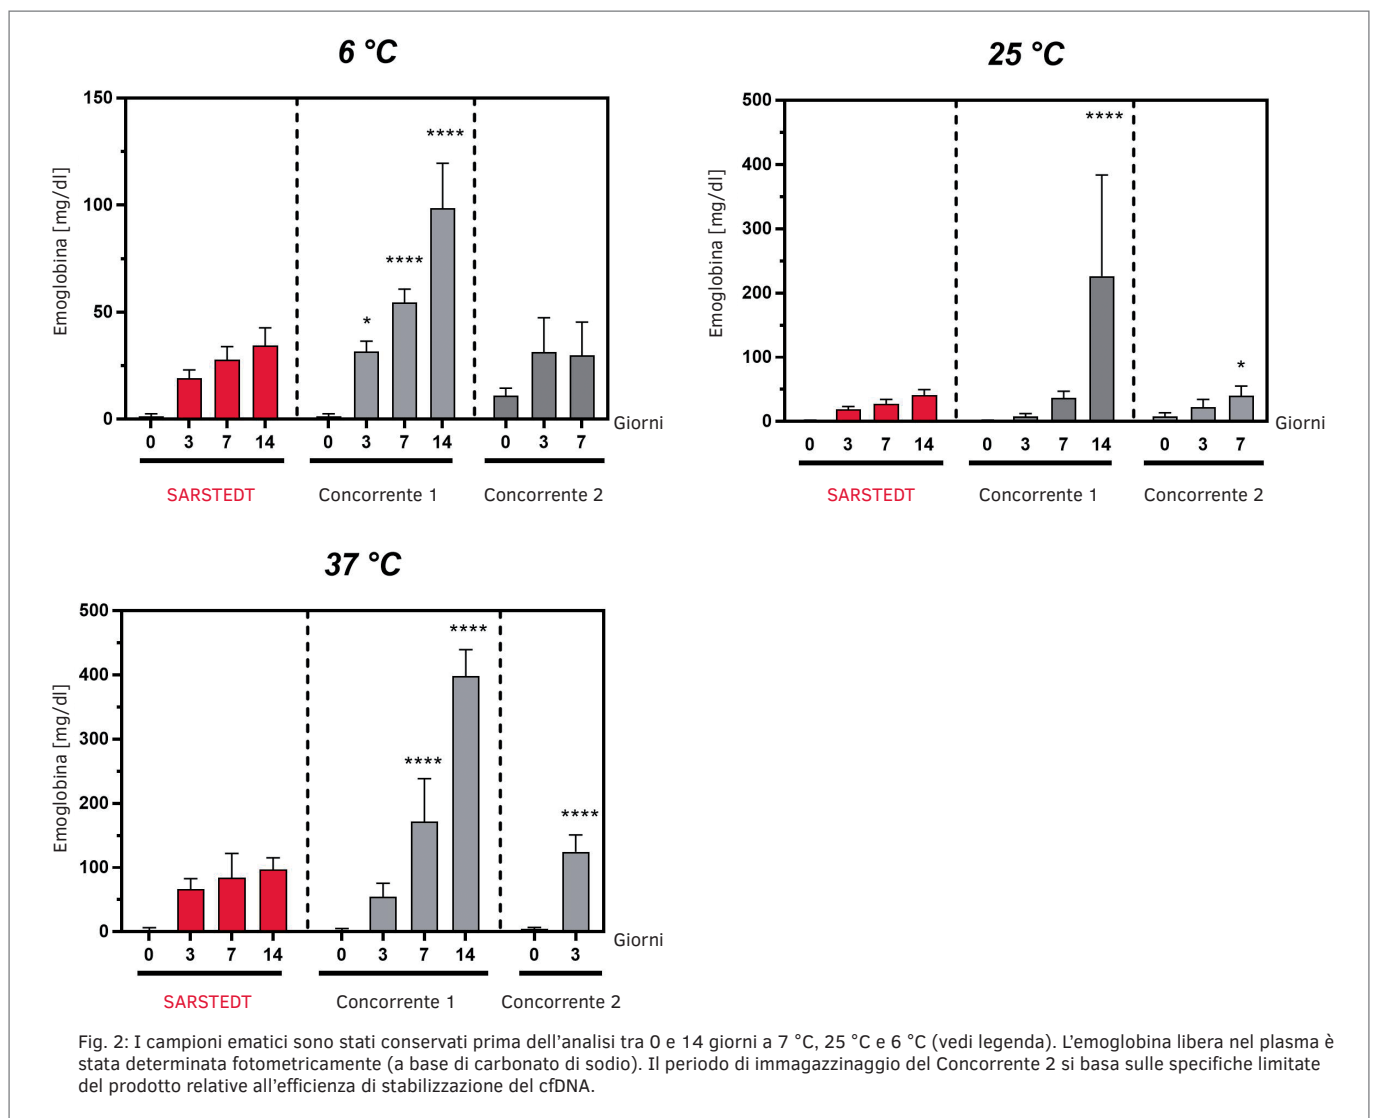 6 °C
150
100
50
0
Emoglobina [mg/dl]
*
****
****
0 3 7 14 0 3 7 14 0 3 7
Giorni
SARSTEDT Concorrente 1 Concorrente 2
25 °C
500
400
300
200
100
0
Emoglobina [mg/dl]
****
*
0 3 7 14 0 3 7 14 0 3 7
Giorni
SARSTEDT Concorrente 1 Concorrente 2
37 °C
500
400
300
200
100
0
Emoglobina [mg/dl]
****
****
****
0 3 7 14 0 3 7 14 0 3
Giorni
SARSTEDT Concorrente 1 Concorrente 2
Fig. 2: I campioni ematici sono stati conservati prima dell'analisi tra 0 e 14 giorni a 7 °C, 25 °C e 6 °C (vedi legenda). L'emoglobina libera nel plasma è
stata determinata fotometricamente (a base di carbonato di sodio). Il periodo di immagazzinaggio del Concorrente 2 si basa sulle specifiche limitate
del prodotto relative all'efficienza di stabilizzazione del cfDNA.